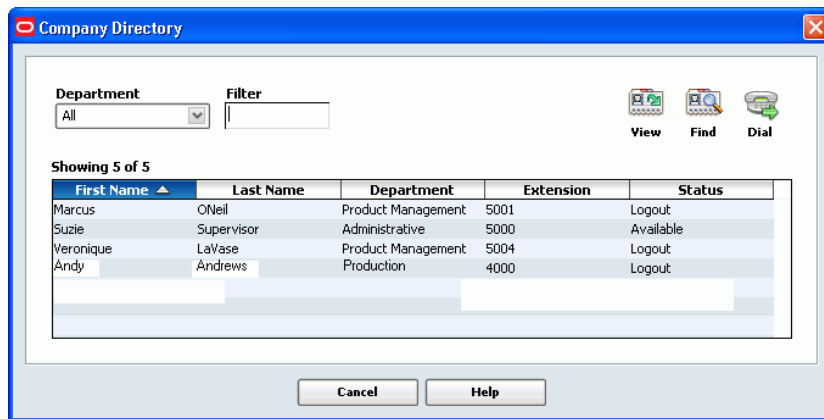 Company Directory
Department Filter
All
View Find Dial
Showing 5 of 5
First Name Last Name Department Extension Status
Marcus ONeil Product Management 5001 Logout
Suzie Supervisor Administrative 5000 Available
Veronique LaVase Product Management 5004 Logout
Andy Andrews Production 4000 Logout
Cancel Help